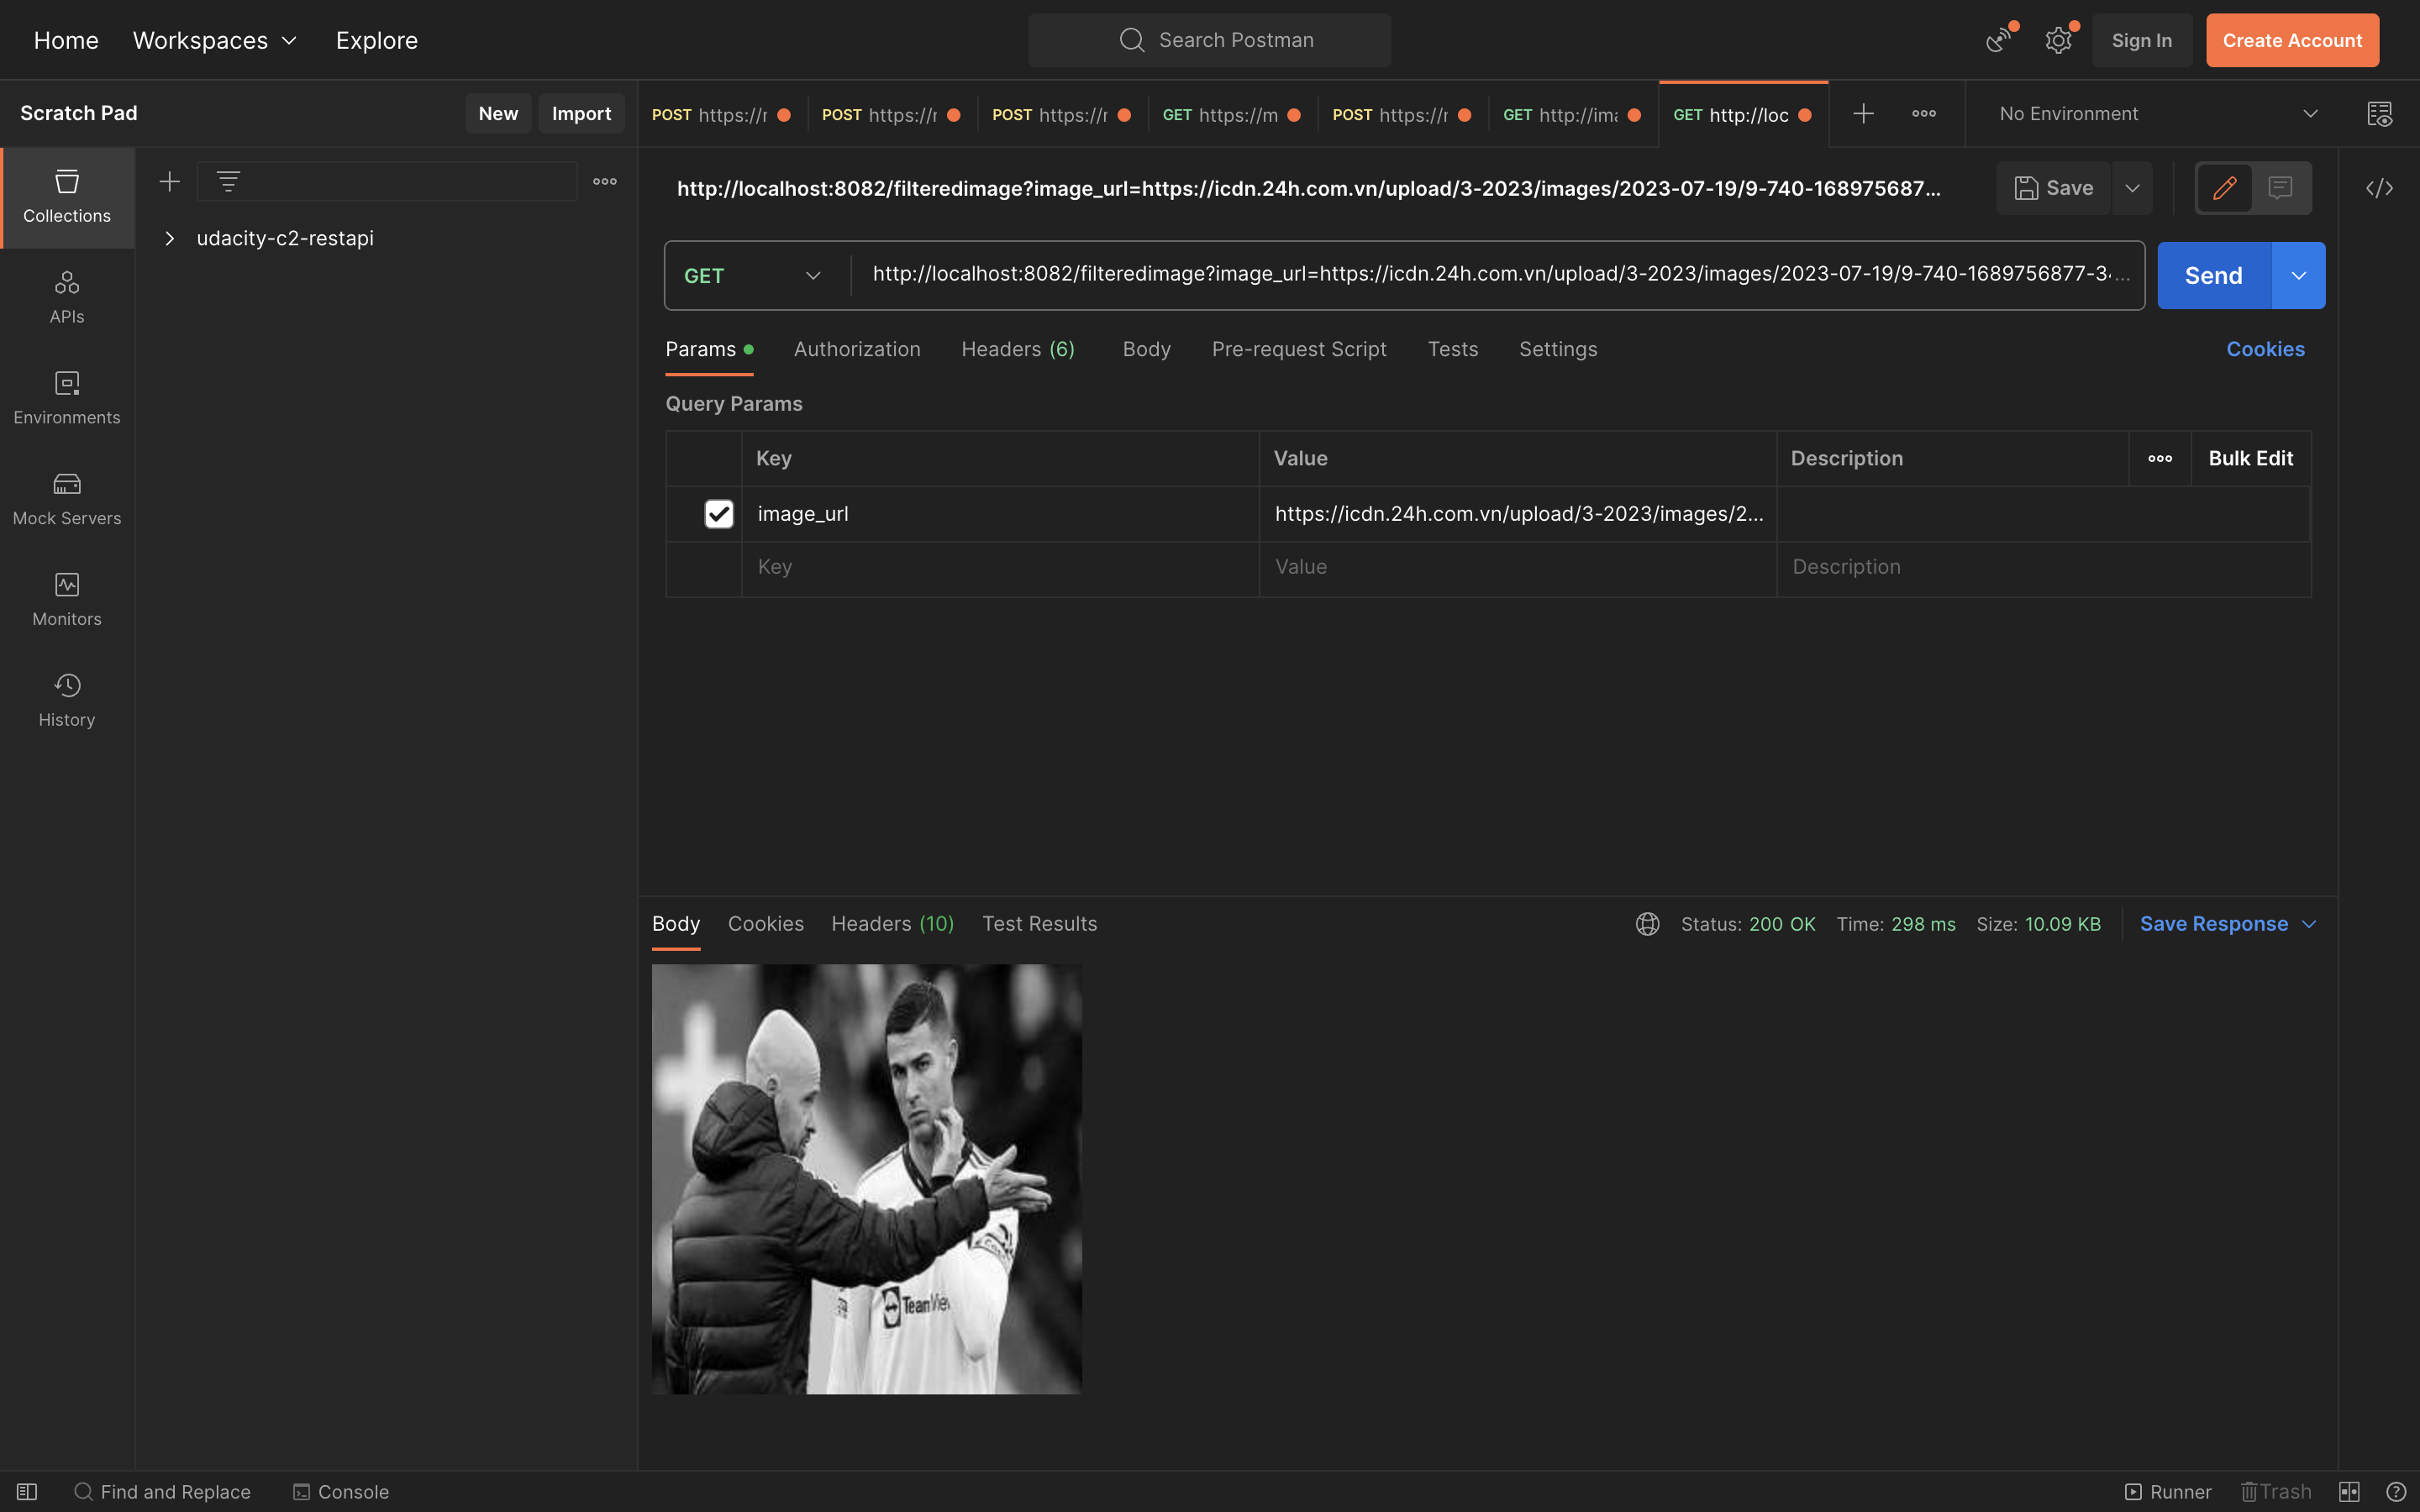 Home Workspaces Explore Search Postman Sign In Create Account
Scratch Pad New Import
POST https://r POST https://r POST https://r GET https://m POST https://r GET http://ima GET http://loc No Environment
Collections
APIs
Environments
Mock Servers
Monitors
History
udacity-c2-restapi
http://localhost:8082/filteredimage?image_url=https://icdn.24h.com.vn/upload/3-2023/images/2023-07-19/9-740-168975687... Save
GET http://localhost:8082/filteredimage?image_url=https://icdn.24h.com.vn/upload/3-2023/images/2023-07-19/9-740-1689756877-34... Send
Params Authorization Headers (6) Body Pre-request Script Tests Settings Cookies
Query Params
Key Value Description Bulk Edit
image_url https://icdn.24h.com.vn/upload/3-2023/images/2...
Key Value Description
Body Cookies Headers (10) Test Results Status: 200 OK Time: 298 ms Size: 10.09 KB Save Response
Find and Replace Console Runner Trash